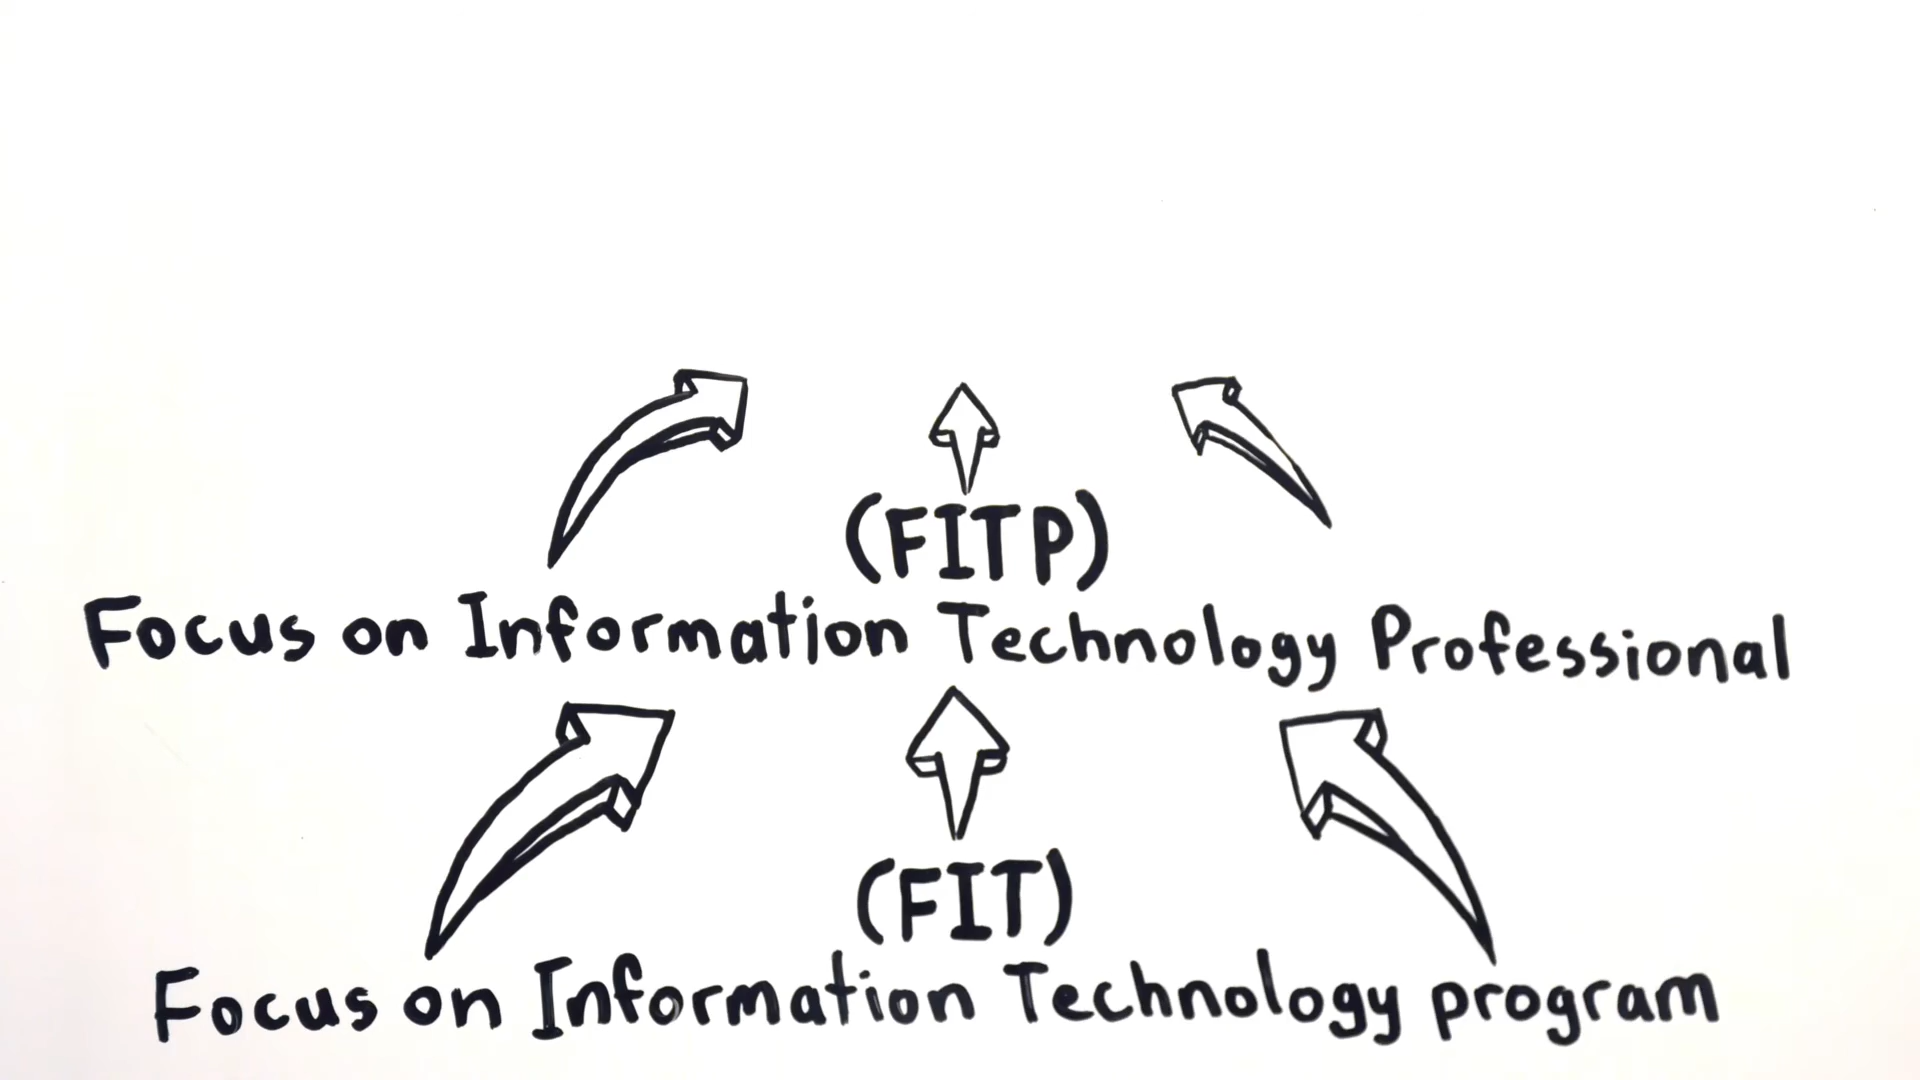 (FITP)
Focus on Information Technology Professional
(FIT)
Focus on Information Technology program